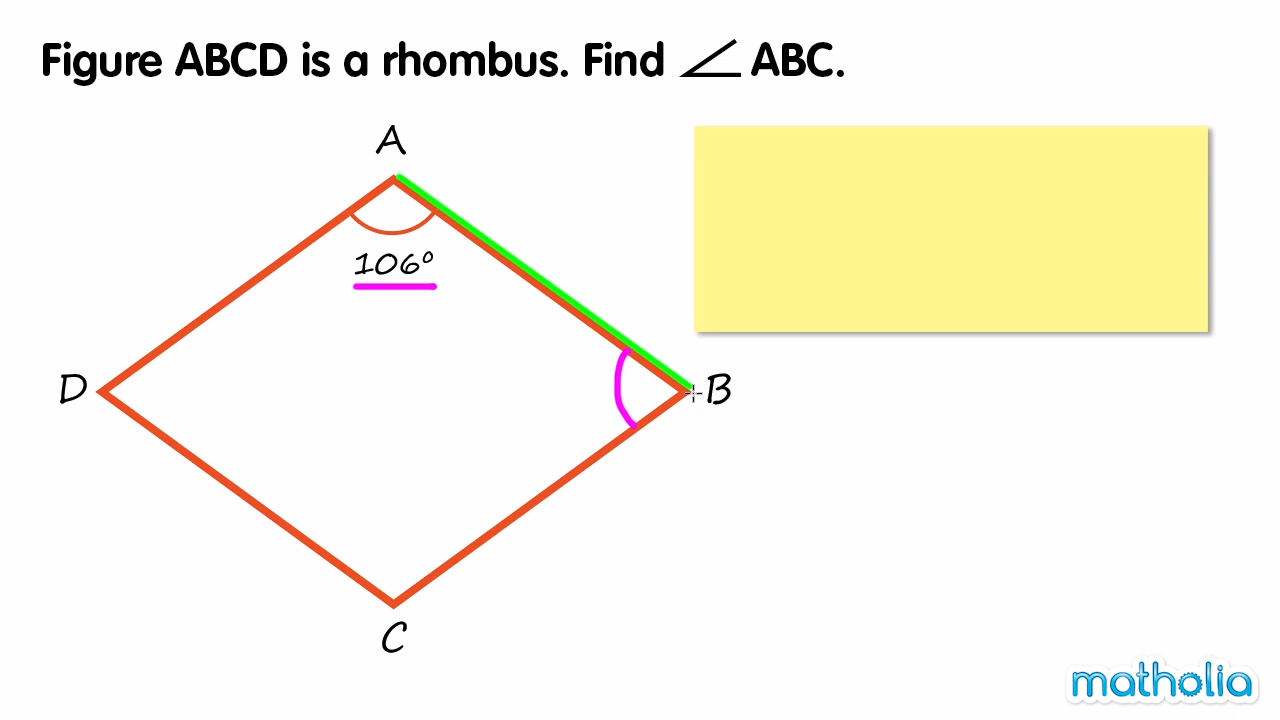 Figure ABCD is a rhombus. Find ∠ABC.
A
106°
D
B
C
matholia